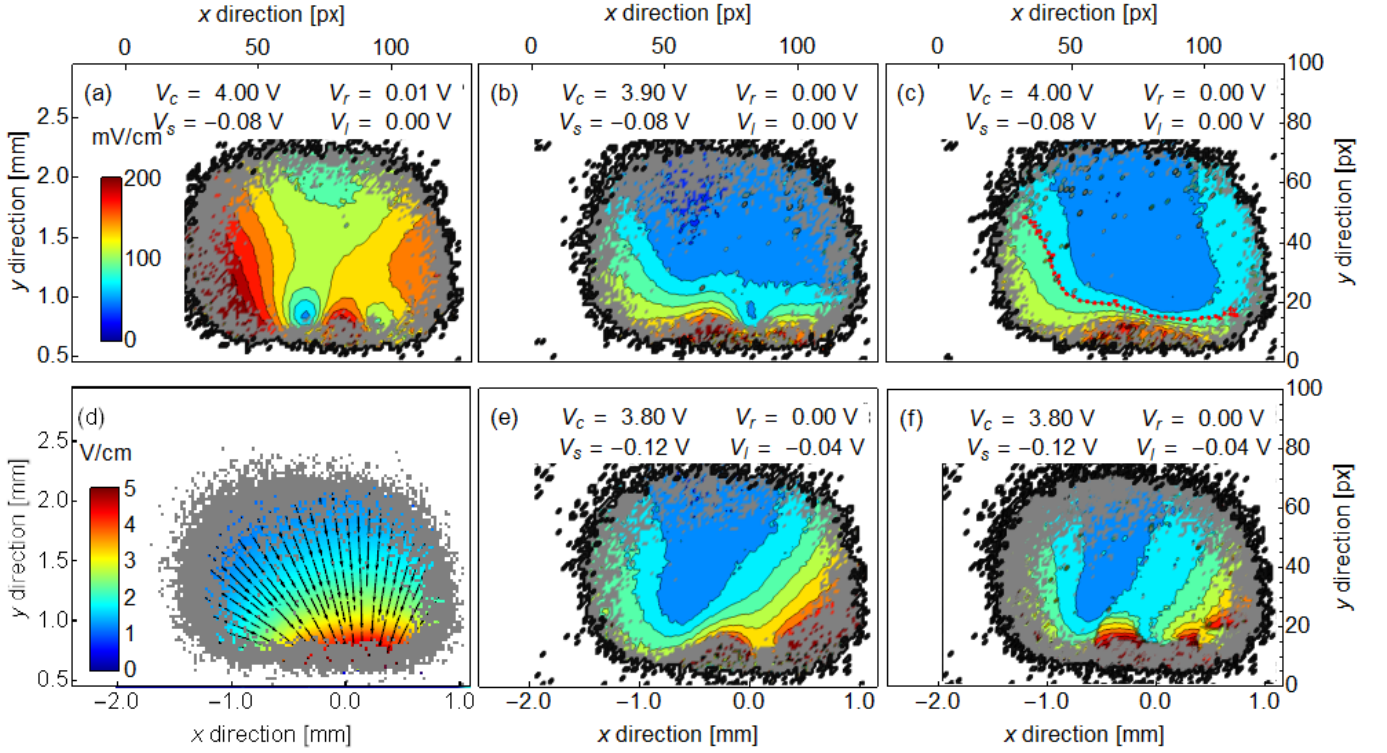 x direction [px] x direction [px] x direction [px]
0 50 100 0 50 100 0 50 100
(a) V_c = 4.00 V V_r = 0.01 V
V_s = −0.08 V V_l = 0.00 V
mV/cm
200
100
0
(b) V_c = 3.90 V V_r = 0.00 V
V_s = −0.08 V V_l = 0.00 V
(c) V_c = 4.00 V V_r = 0.00 V
V_s = −0.08 V V_l = 0.00 V
y direction [mm]
2.5
2.0
1.5
1.0
0.5
y direction [px]
100
80
60
40
20
0
(d)
V/cm
5
4
3
2
1
0
(e) V_c = 3.80 V V_r = 0.00 V
V_s = −0.12 V V_l = −0.04 V
(f) V_c = 3.80 V V_r = 0.00 V
V_s = −0.12 V V_l = −0.04 V
y direction [mm]
2.5
2.0
1.5
1.0
0.5
y direction [px]
100
80
60
40
20
0
−2.0 −1.0 0.0 1.0 −2.0 −1.0 0.0 1.0 −2.0 −1.0 0.0 1.0
x direction [mm] x direction [mm] x direction [mm]